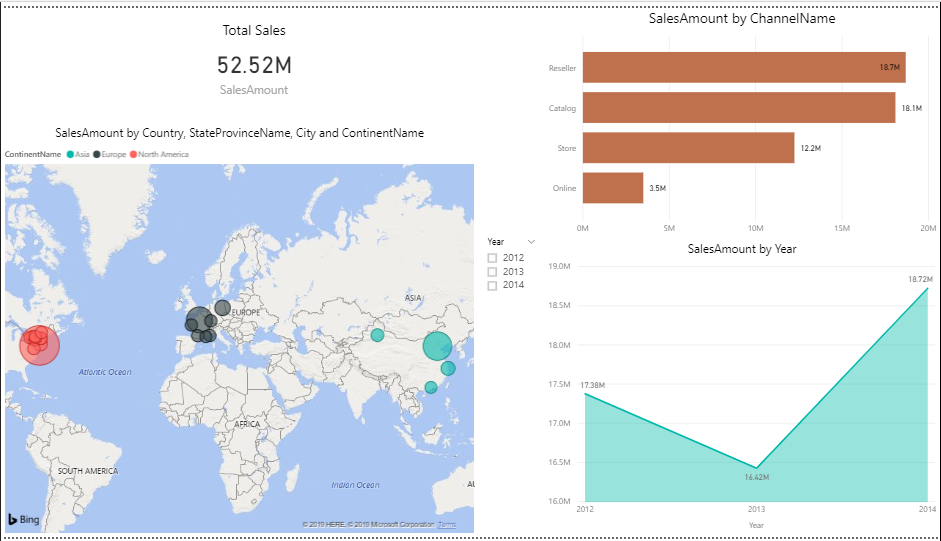 Total Sales
52.52M
SalesAmount
SalesAmount by Country, StateProvinceName, City and ContinentName
ContinentName Asia Europe North America
ASIA
EUROPE
Atlantic Ocean
AFRICA
SOUTH AMERICA
Indian Ocean
AU
Bing
© 2019 HERE, © 2019 Microsoft Corporation Terms
SalesAmount by ChannelName
Reseller 18.7M
Catalog 18.1M
Store 12.2M
Online 3.5M
0M 5M 10M 15M 20M
Year
2012
2013
2014
SalesAmount by Year
19.0M
18.72M
18.5M
18.0M
17.5M
17.38M
17.0M
16.5M
16.42M
16.0M
2012 2013 2014
Year